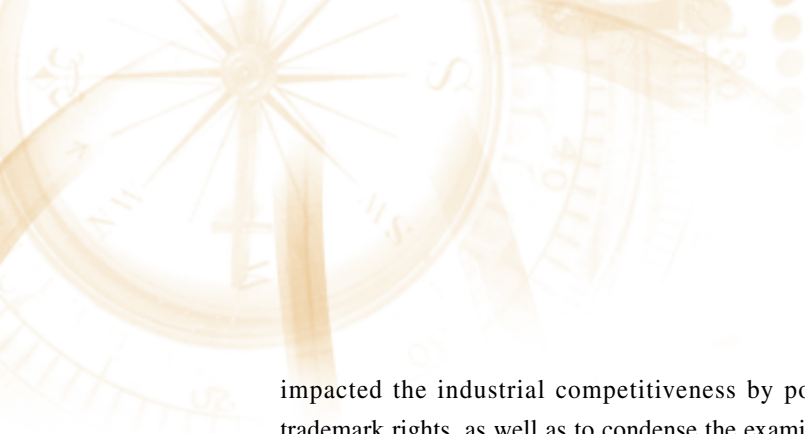 S
W
impacted the industrial competitiveness by
trademark rights, as well as to condense the